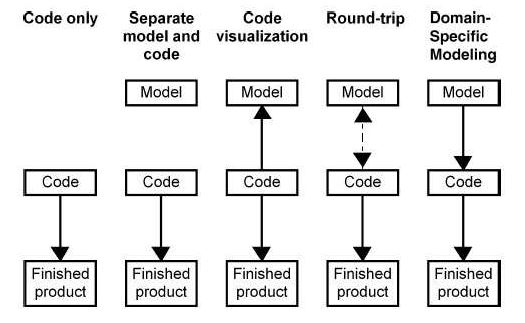 Code only
Separate
model and
code
Code
visualization
Round-trip
Domain-
Specific
Modeling
Model
Model
Model
Model
Code
Code
Code
Code
Code
Finished
product
Finished
product
Finished
product
Finished
product
Finished
product